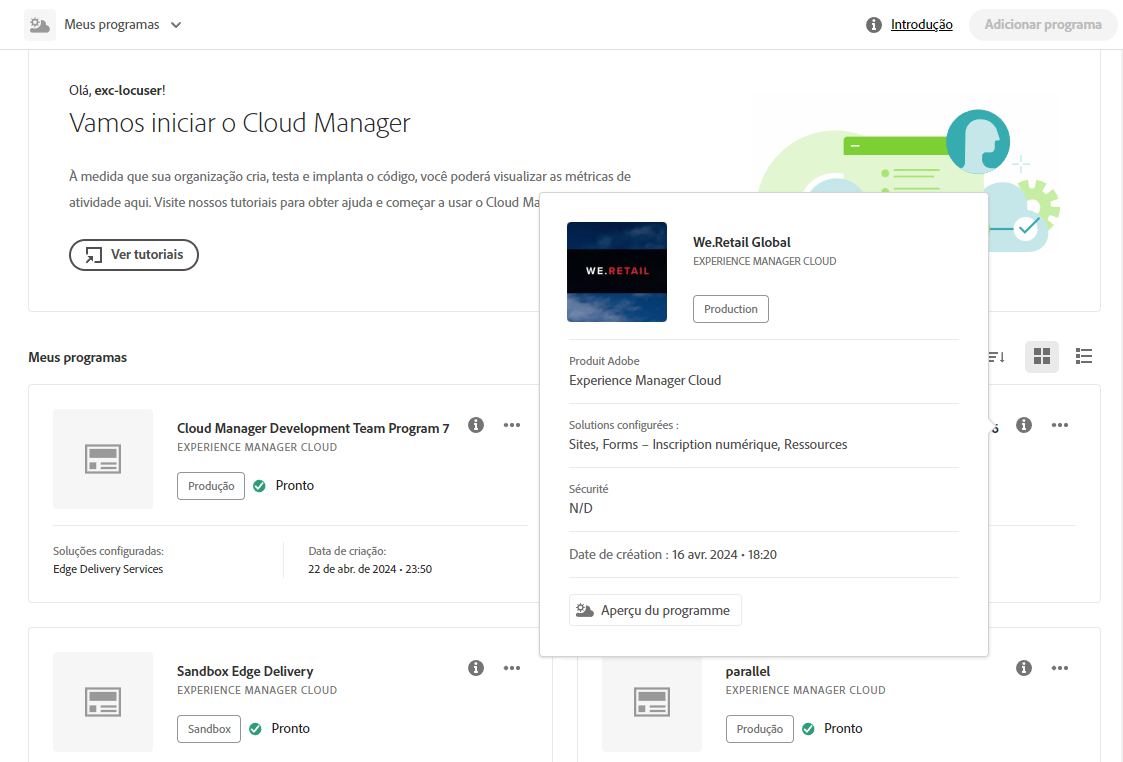 Meus programas
Introdução
Adicionar programa
Olá, exc-locuser!
Vamos iniciar o Cloud Manager
À medida que sua organização cria, testa e implanta o código, você poderá visualizar as métricas de
atividade aqui. Visite nossos tutoriais para obter ajuda e começar a usar o Cloud
Ver tutoriais
WE.RETAIL
We.Retail Global
EXPERIENCE MANAGER CLOUD
Production
Produit Adobe
Experience Manager Cloud
Solutions configurées :
Sites, Forms – Inscription numérique, Ressources
Sécurité
N/D
Date de création : 16 avr. 2024 • 18:20
Aperçu du programme
Meus programas
Cloud Manager Development Team Program 7
EXPERIENCE MANAGER CLOUD
Produção
Pronto
Soluções configuradas:
Edge Delivery Services
Data de criação:
22 de abr. de 2024 • 23:50
Sandbox Edge Delivery
EXPERIENCE MANAGER CLOUD
Sandbox
Pronto
parallel
EXPERIENCE MANAGER CLOUD
Produção
Pronto